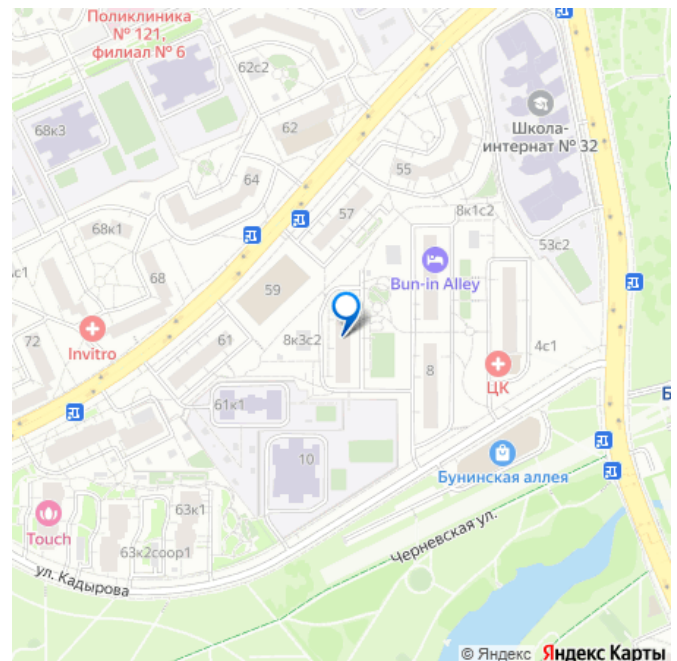 Поликлиника
№ 121,
филиал № 6
62с2
68к3
62
Школа-
интернат № 32
64
55
57
8к1с2
68к1
53с2
с1
68
Bun-in Alley
59
72
Invitro
61
8к3с2
8
4с1
ЦК
Б
61к1
10
Бунинская аллея
63к1
Touch
63к2соор1
Черневская ул.
ул. Кадырова
© Яндекс Яндекс Карты